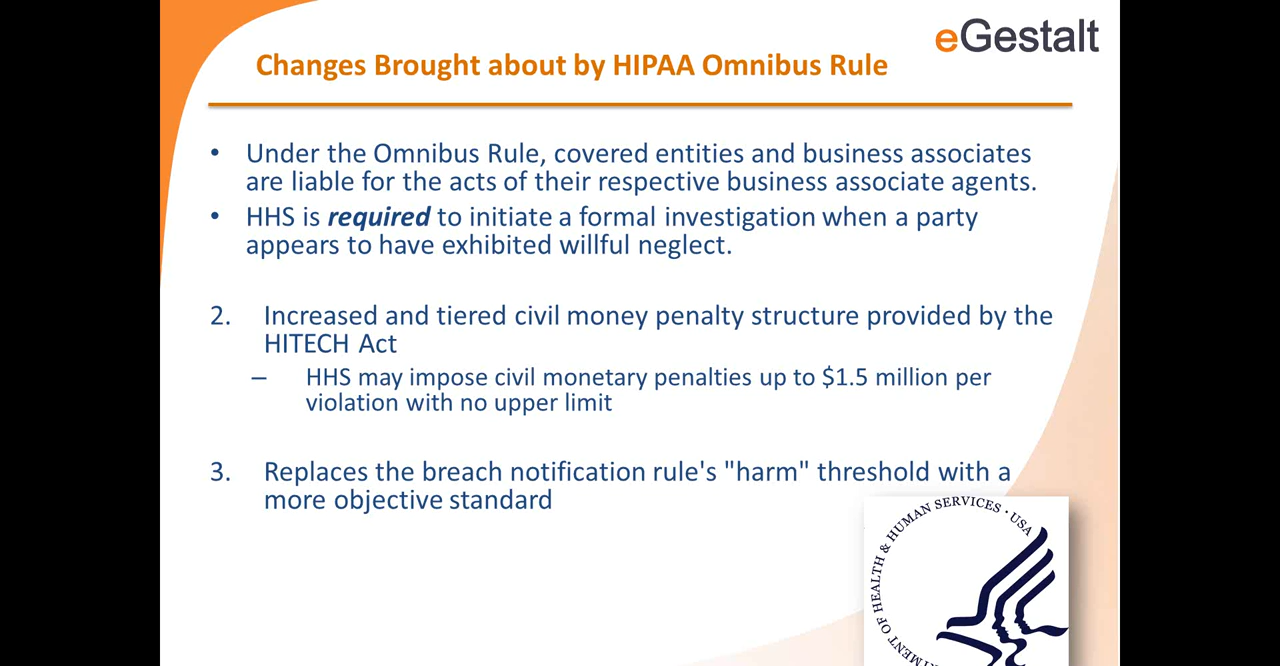 eGestalt
Changes Brought about by HIPAA Omnibus Rule
• Under the Omnibus Rule, covered entities and business associates
are liable for the acts of their respective business associate agents.
• HHS is required to initiate a formal investigation when a party
appears to have exhibited willful neglect.
2. Increased and tiered civil money penalty structure provided by the
HITECH Act
– HHS may impose civil monetary penalties up to $1.5 million per
violation with no upper limit
3. Replaces the breach notification rule's "harm" threshold with a
more objective standard
OF HEALTH & HUMAN SERVICES · USA